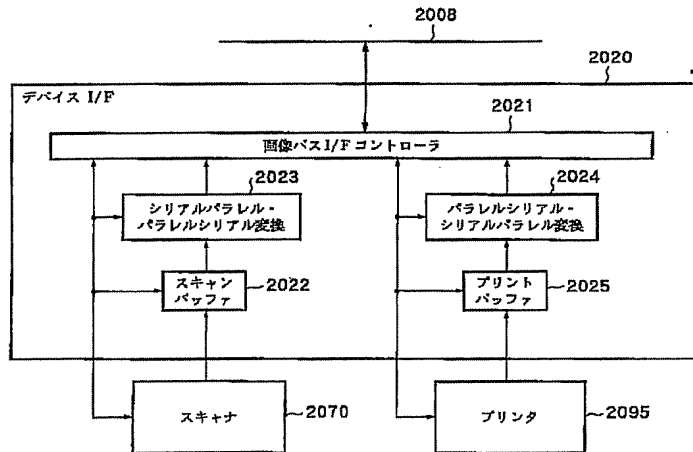 2008
2020
デバイス I/F
2021
画像バスI/Fコントローラ
2023
シリアルパラレル・
パラレルシリアル変換
2024
パラレルシリアル・
シリアルパラレル変換
スキャン
バッファ
2022
プリント
バッファ
2025
スキャナ
2070
プリンタ
2095